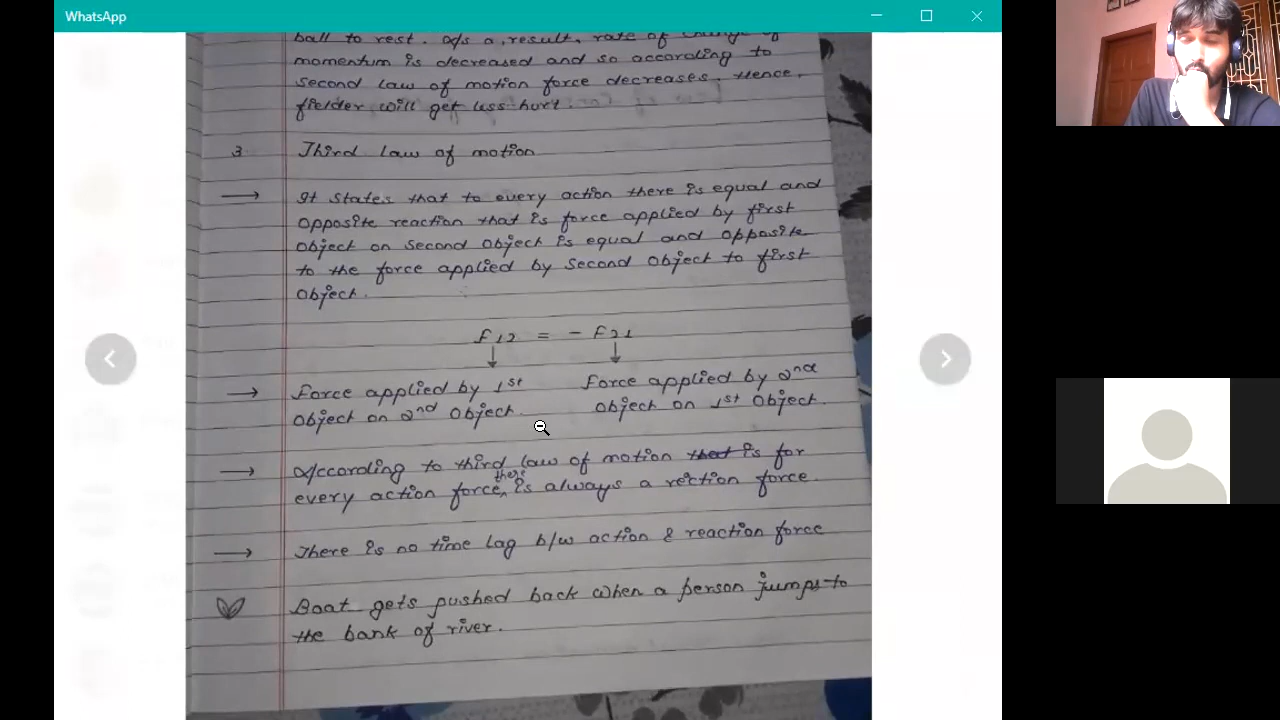 WhatsApp
ball to rest. As a result, rate of change of
momentum is decreased and so according to
second law of motion force decreases. Hence,
fielder will get less hurt.
3. Third law of motion
→ It states that to every action there is equal and
opposite reaction that is force applied by first
object on second object is equal and opposite
to the force applied by second object to first
object.
F12 = - F21
↓ ↓
→ Force applied by 1st Force applied by 2nd
object on 2nd object. object on 1st object.
→ According to third law of motion that is for
there
every action force, is always a rection force.
→ There is no time lag b/w action & reaction force
Boat gets pushed back when a person jumps to
the bank of river.